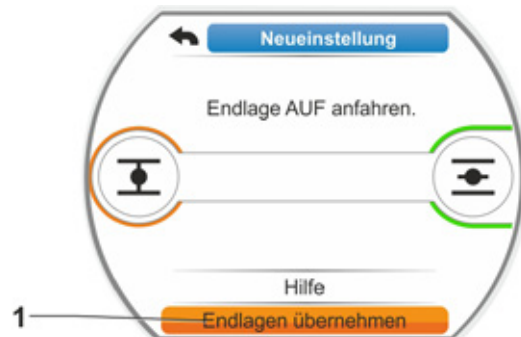 Neueinstellung
Endlage AUF anfahren.
Hilfe
1 Endlagen übernehmen